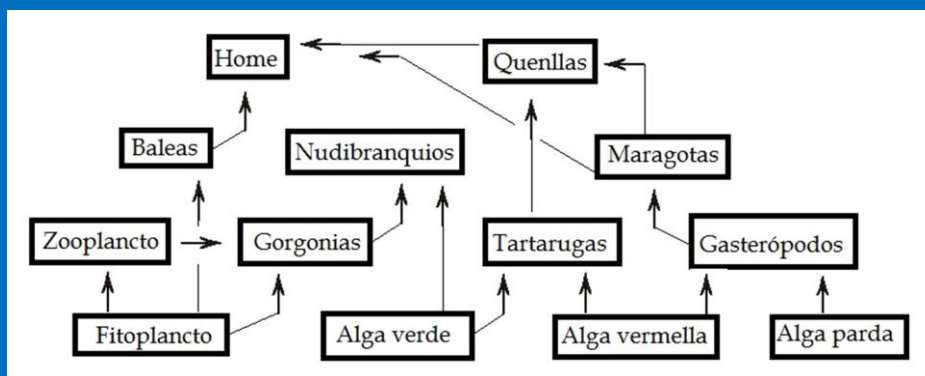 Home
Quenllas
Baleas
Nudibranquios
Maragotas
Zooplancto
Gorgonias
Tartarugas
Gasterópodos
Fitoplancto
Alga verde
Alga vermella
Alga parda